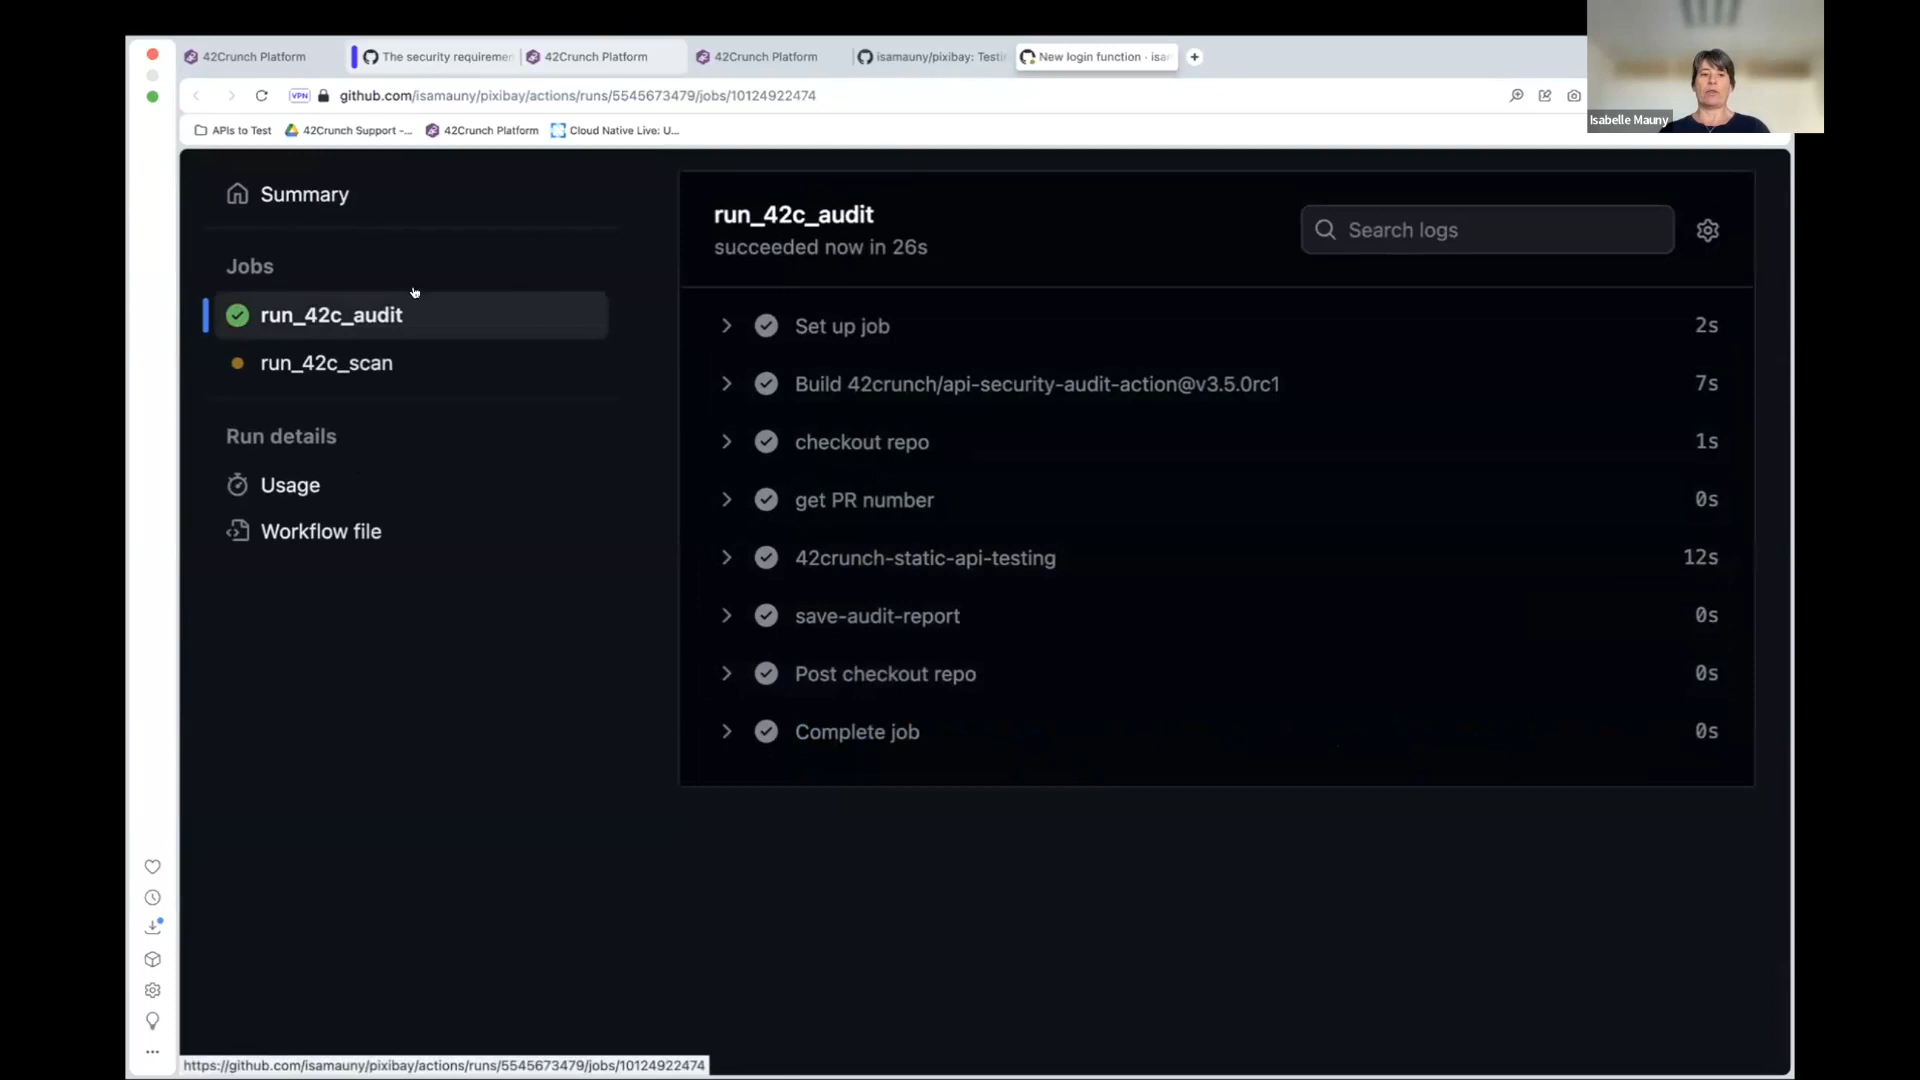 42Crunch Platform
The security requiremen
42Crunch Platform
42Crunch Platform
isamauny/pixibay: Testi
New login function · isa
VPN
github.com/isamauny/pixibay/actions/runs/5545673479/jobs/10124922474
APIs to Test
42Crunch Support -...
42Crunch Platform
Cloud Native Live: U...
Isabelle Mauny
Summary
Jobs
run_42c_audit
run_42c_scan
Run details
Usage
Workflow file
run_42c_audit
succeeded now in 26s
Search logs
Set up job 2s
Build 42crunch/api-security-audit-action@v3.5.0rc1 7s
checkout repo 1s
get PR number 0s
42crunch-static-api-testing 12s
save-audit-report 0s
Post checkout repo 0s
Complete job 0s
https://github.com/isamauny/pixibay/actions/runs/5545673479/jobs/10124922474